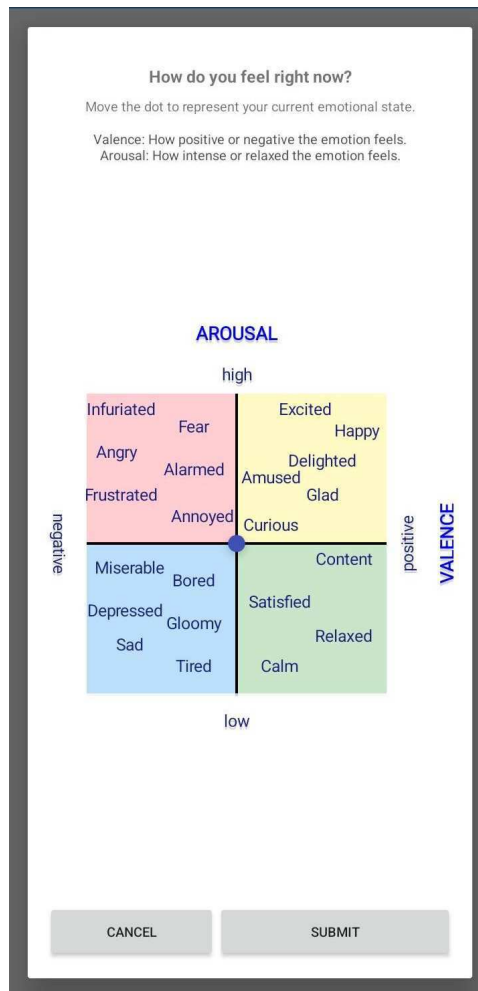 How do you feel right now?
Move the dot to represent your current emotional state.
Valence: How positive or negative the emotion feels.
Arousal: How intense or relaxed the emotion feels.
AROUSAL
high
Infuriated
Excited
Fear
Happy
Angry
Delighted
Alarmed
Amused
Frustrated
Glad
Annoyed
Curious
negative
positive
VALENCE
Content
Miserable
Bored
Satisfied
Depressed
Gloomy
Relaxed
Sad
Tired
Calm
low
CANCEL
SUBMIT